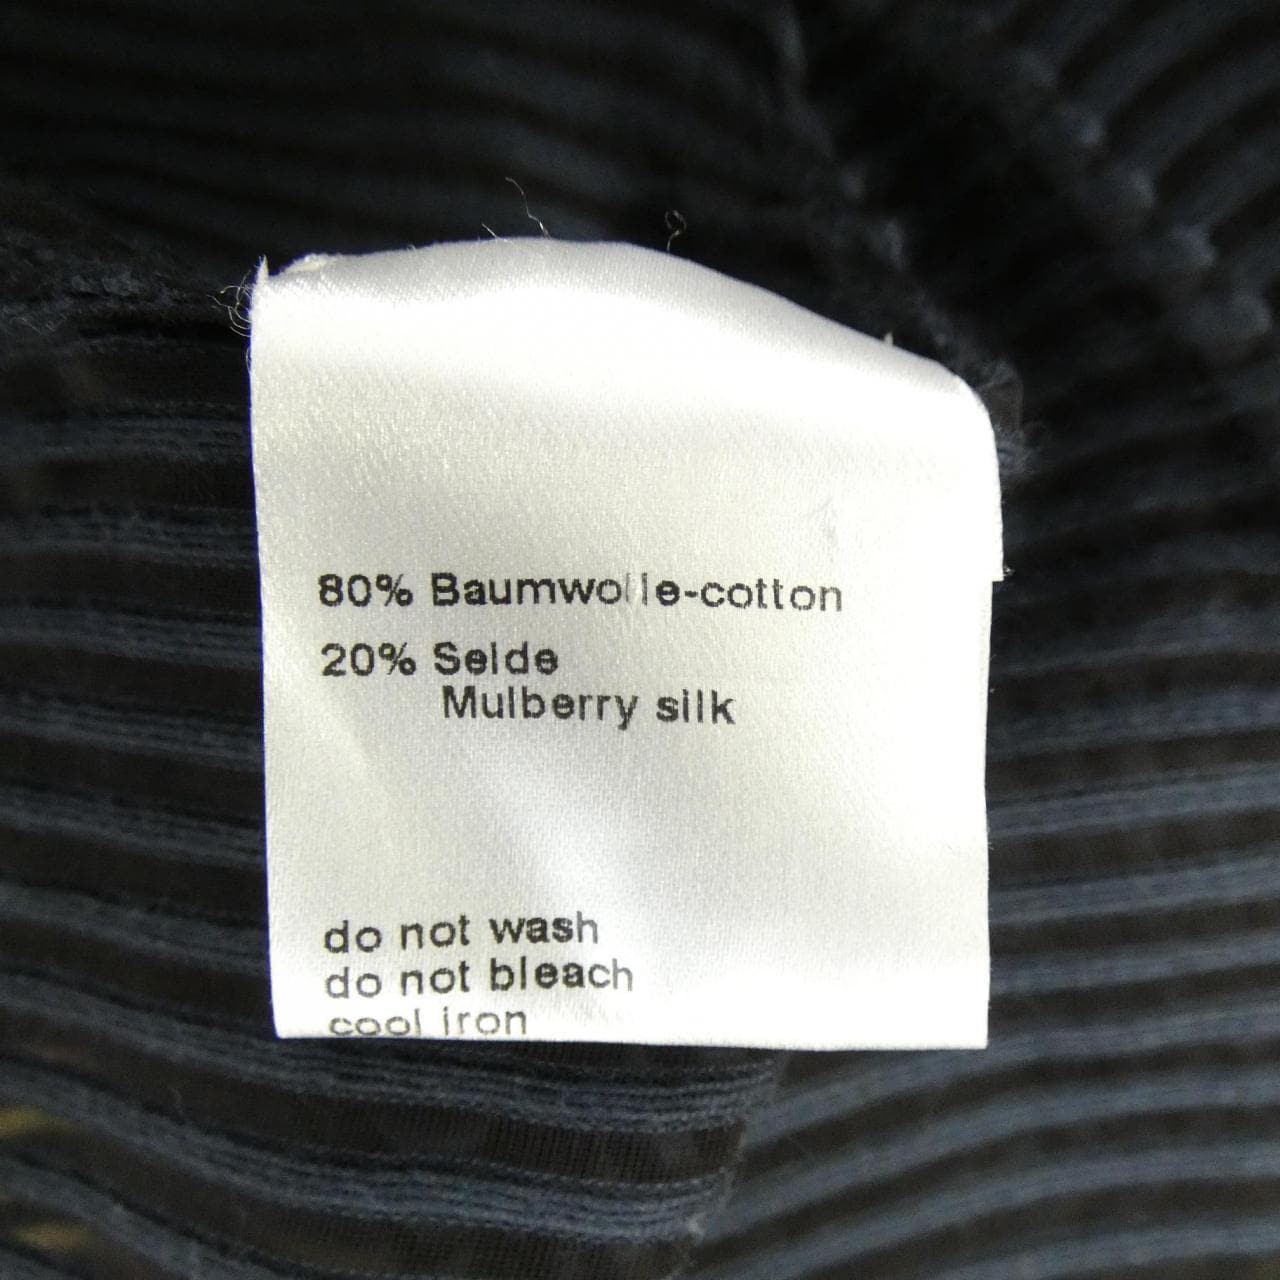 80% Baumwolle-cotton
20% Seide
Mulberry silk
do not wash
do not bleach
cool iron